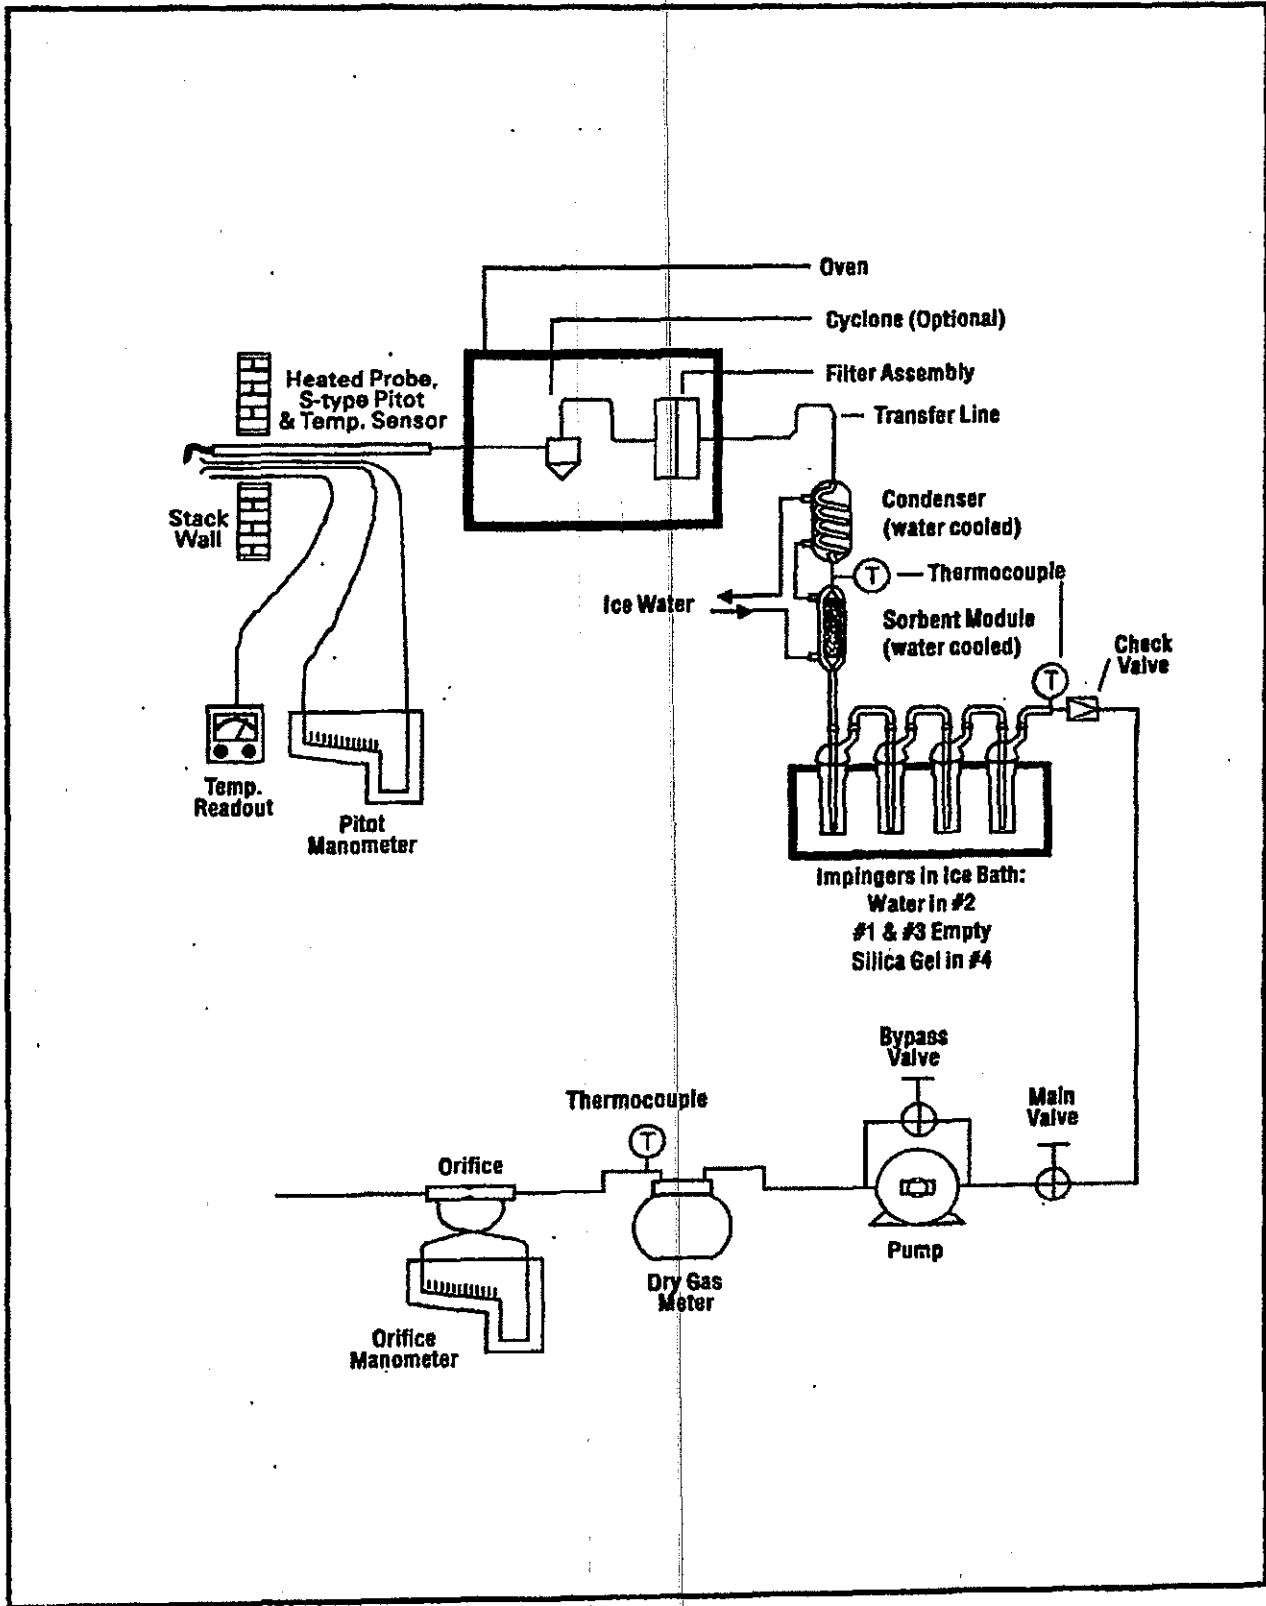 Oven
Cyclone (Optional)
Filter Assembly
Heated Probe,
S-type Pitot
& Temp. Sensor
Transfer Line
Stack
Wall
Condenser
(water cooled)
T
Thermocouple
Ice Water
Sorbent Module
(water cooled)
Check
Valve
T
Temp.
Readout
Pitot
Manometer
Impingers in Ice Bath:
Water in #2
#1 & #3 Empty
Silica Gel in #4
Bypass
Valve
Main
Valve
Thermocouple
T
Orifice
Pump
Dry Gas
Meter
Orifice
Manometer